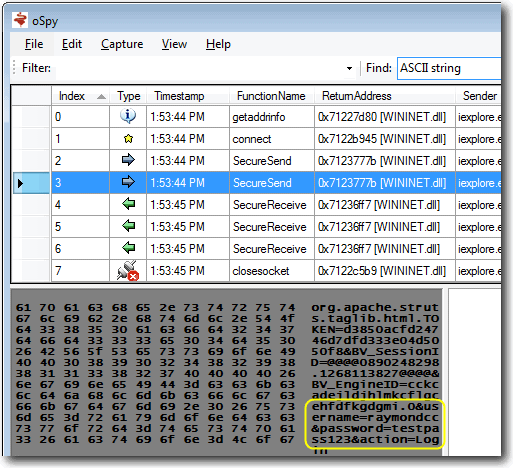 oSpy
File Edit Capture View Help
Filter: Find: ASCII string
Index Type Timestamp FunctionName ReturnAddress Sender
0 1:53:44 PM getaddrinfo 0x71227d80 [WININET.dll] iexplore.e
1 1:53:44 PM connect 0x7122b945 [WININET.dll] iexplore.e
2 1:53:44 PM SecureSend 0x7123777b [WININET.dll] iexplore.e
3 1:53:44 PM SecureSend 0x7123777b [WININET.dll] iexplore.e
4 1:53:45 PM SecureReceive 0x71236ff7 [WININET.dll] iexplore.e
5 1:53:45 PM SecureReceive 0x71236ff7 [WININET.dll] iexplore.e
6 1:53:45 PM SecureReceive 0x71236ff7 [WININET.dll] iexplore.e
7 1:53:45 PM closesocket 0x7122c5b9 [WININET.dll] iexplore.e
61 70 61 63 68 65 2e 73 74 72 75 74 org.apache.strut
67 6c 69 62 2e 68 74 6d 6c 2e 54 4f s.taglib.html.TO
64 33 38 35 30 61 63 66 64 32 34 37 KEN=d3850acfd247
64 66 64 33 33 33 65 30 34 64 35 30 46d7dfd333e04d50
26 42 56 5f 53 65 73 73 69 6f 6e 49 50f8&BV_SessionI
40 40 30 38 39 30 32 34 38 32 39 38 D=@@@@0890248298
38 31 31 33 38 32 37 40 40 40 40 26 .1268113827@@@@&
6e 67 69 6e 65 49 44 3d 63 63 6b 63 BV_EngineID=cckc
6c 64 69 68 6c 6d 6b 63 66 6c 67 63 adeildihlmkcflgc
66 6b 67 64 67 6d 69 2e 30 26 75 73 ehfdfkgdgmi.0&us
6d 65 3d 72 61 79 6d 6f 6e 64 63 63 ername=raymondcc
73 77 6f 72 64 3d 74 65 73 74 70 61 &password=testpa
33 26 61 63 74 69 6f 6e 3d 4c 6f 67 ss123&action=Log
in